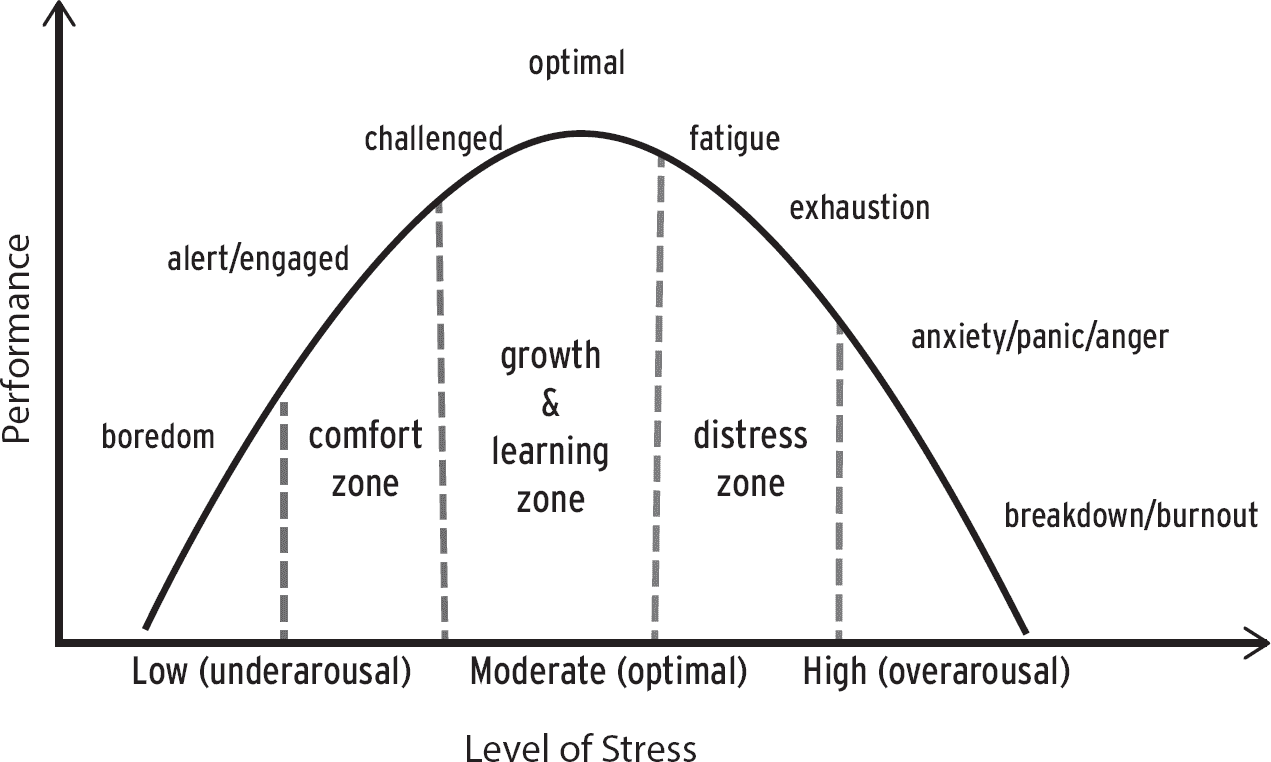 optimal
challenged
fatigue
exhaustion
alert/engaged
anxiety/panic/anger
growth
&
learning
zone
boredom
comfort
zone
distress
zone
breakdown/burnout
Performance
Low (underarousal)
Moderate (optimal)
High (overarousal)
Level of Stress